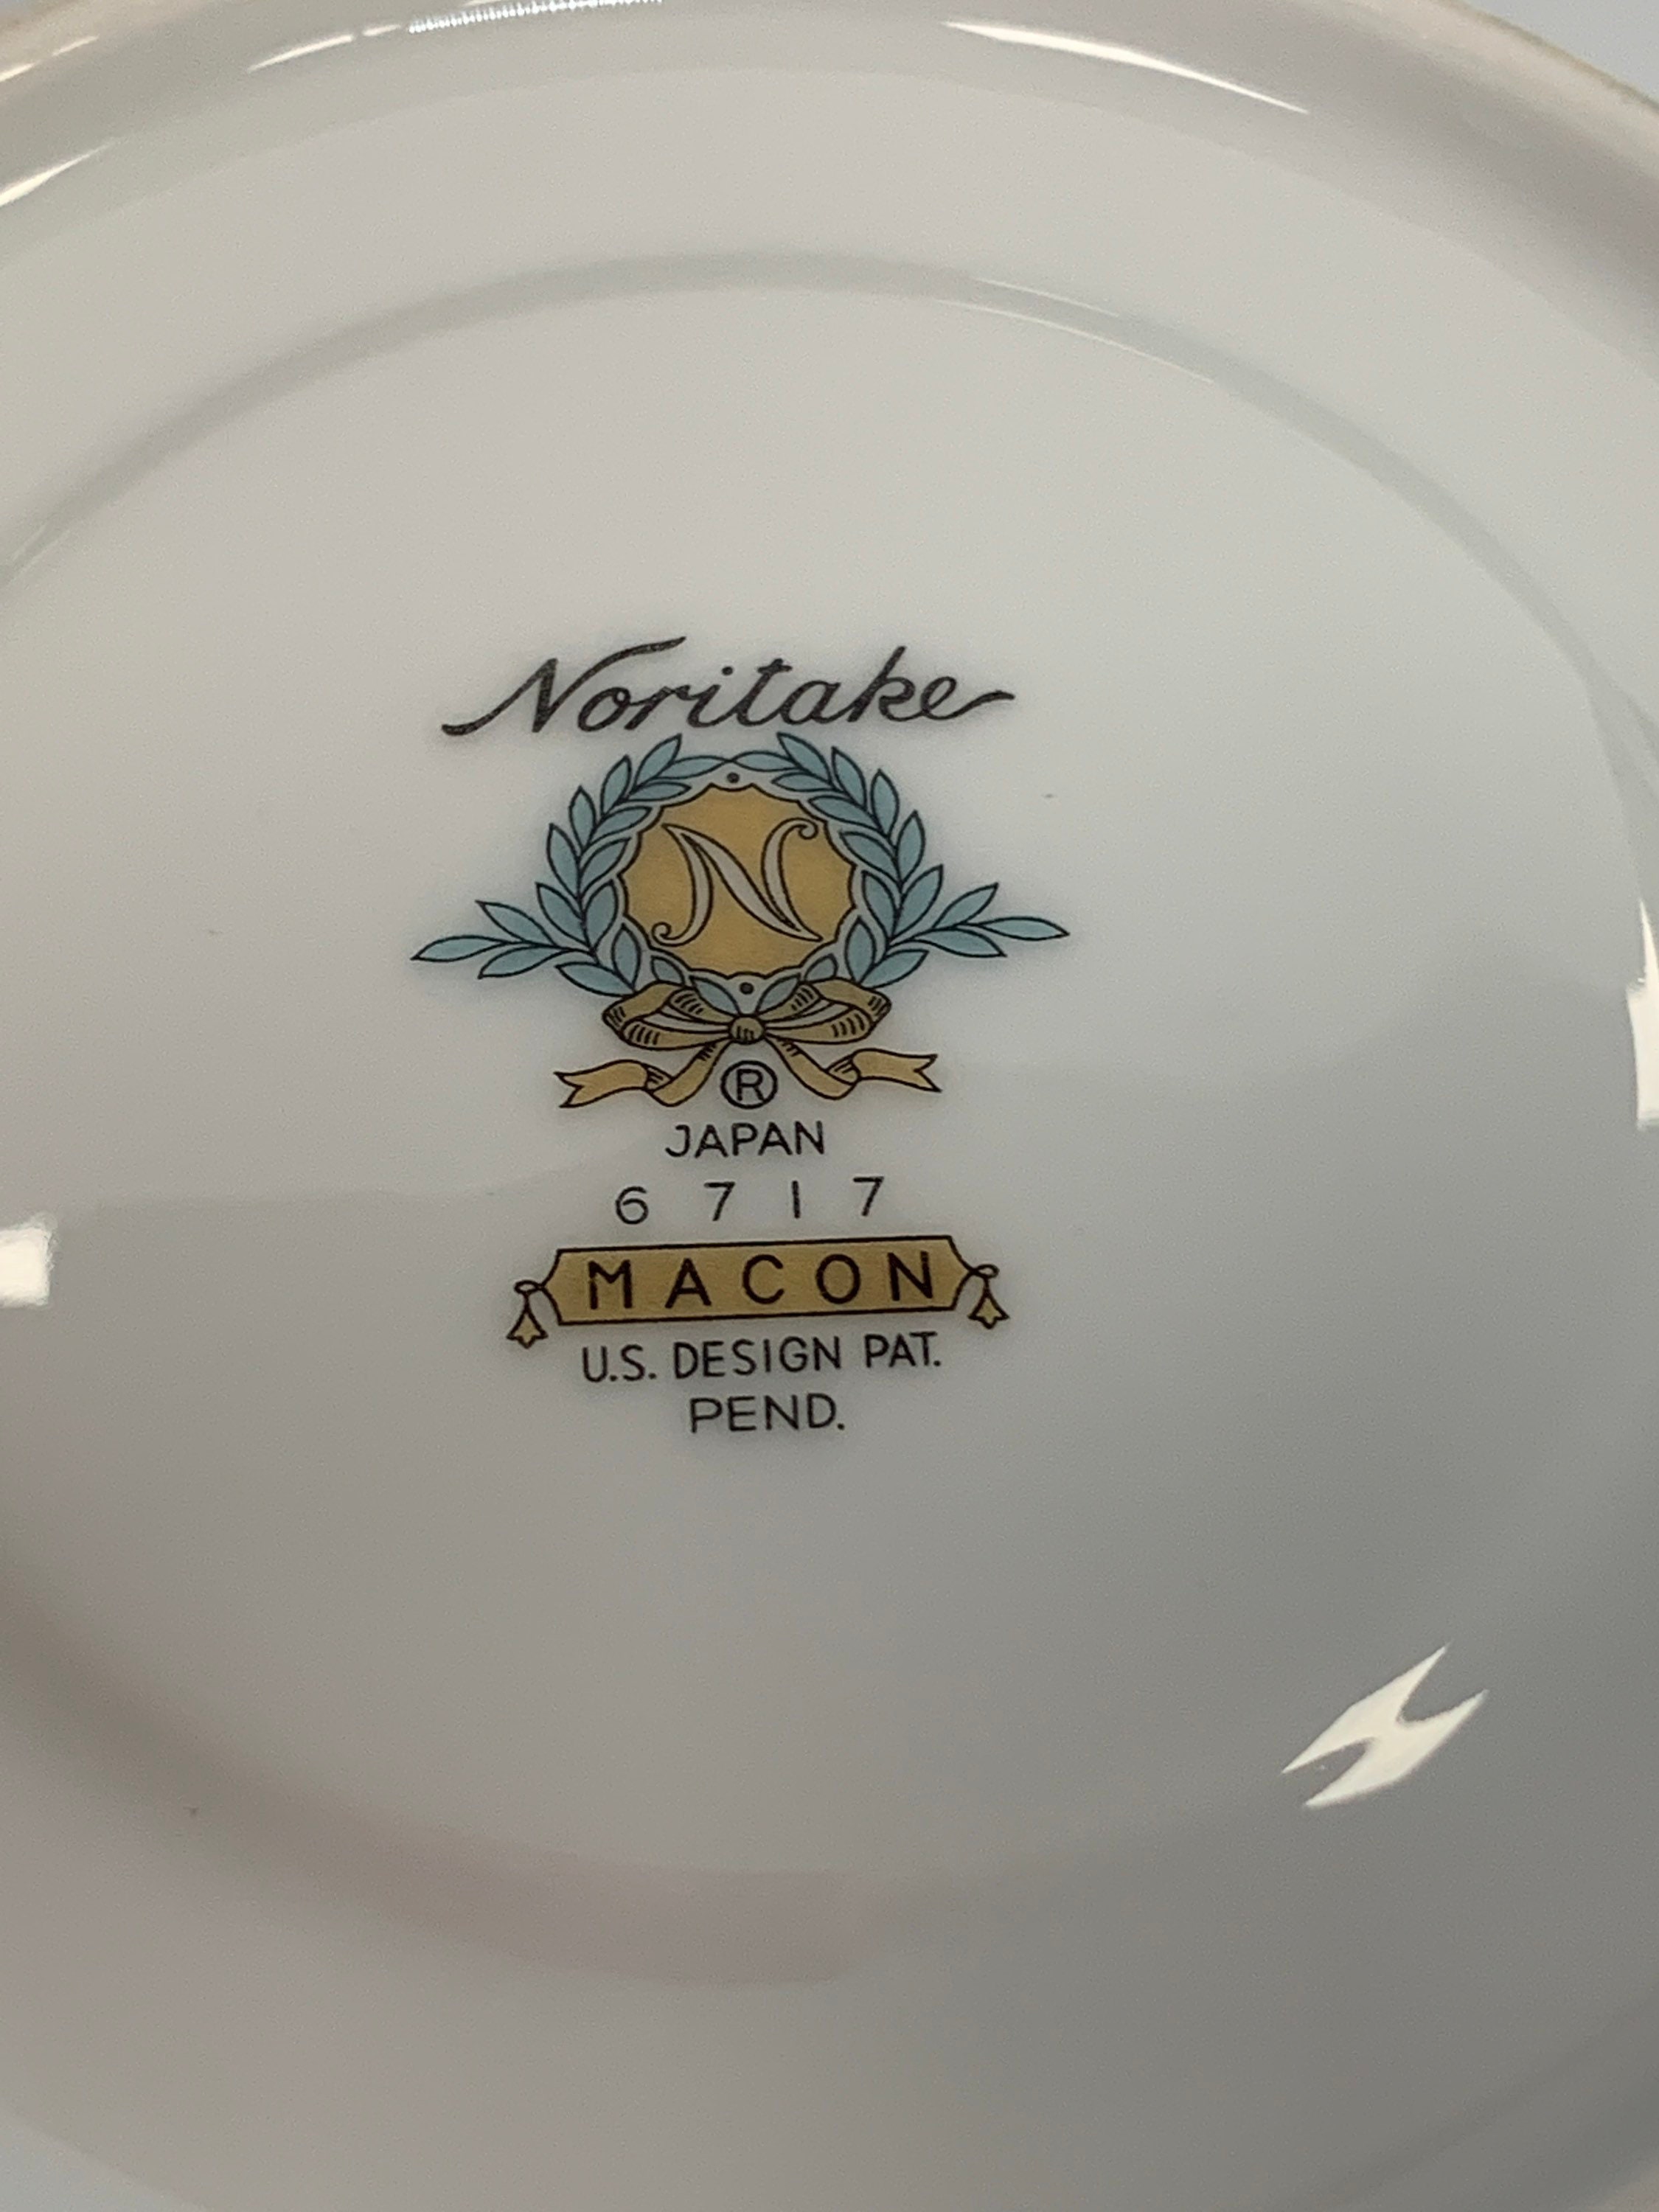 Noritake
N
®
JAPAN
6717
MACON
U.S. DESIGN PAT.
PEND.